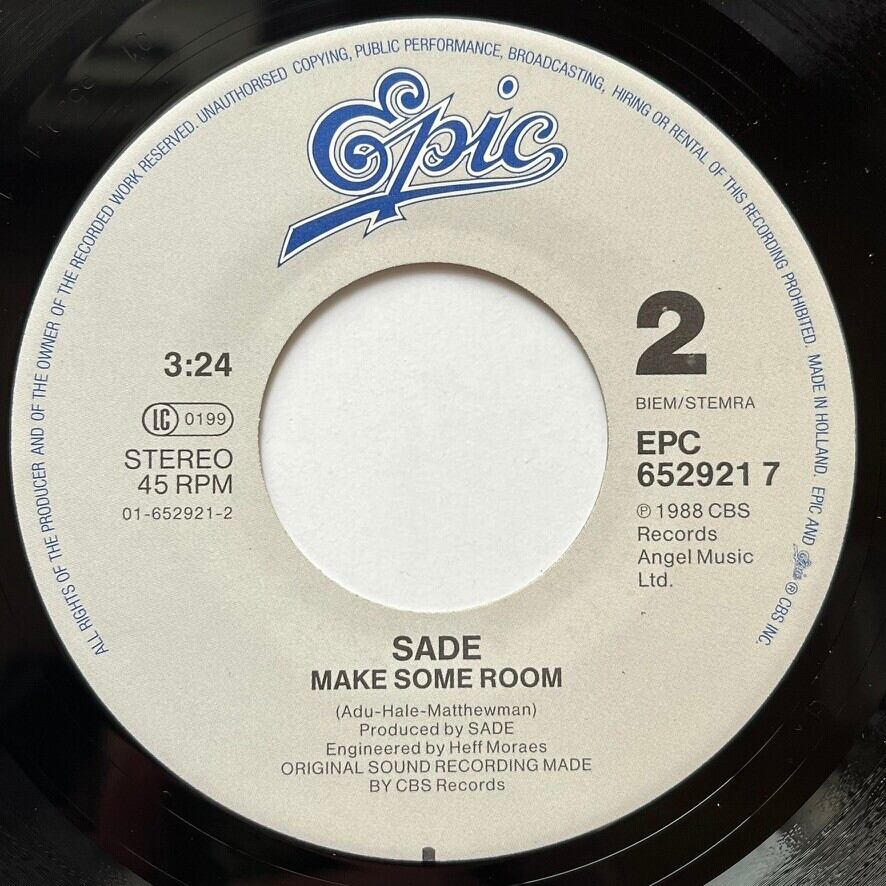 ALL RIGHTS OF THE PRODUCER AND OF THE OWNER OF THE RECORDED WORK RESERVED. UNAUTHORISED COPYING, PUBLIC PERFORMANCE, BROADCASTING, HIRING OR RENTAL OF THIS RECORDING PROHIBITED. MADE IN HOLLAND. EPIC AND Epic ® CBS INC.
Epic
3:24
LC 0199
STEREO
45 RPM
01-652921-2
2
BIEM/STEMRA
EPC
652921 7
℗ 1988 CBS
Records
Angel Music
Ltd.
SADE
MAKE SOME ROOM
(Adu-Hale-Matthewman)
Produced by SADE
Engineered by Heff Moraes
ORIGINAL SOUND RECORDING MADE
BY CBS Records